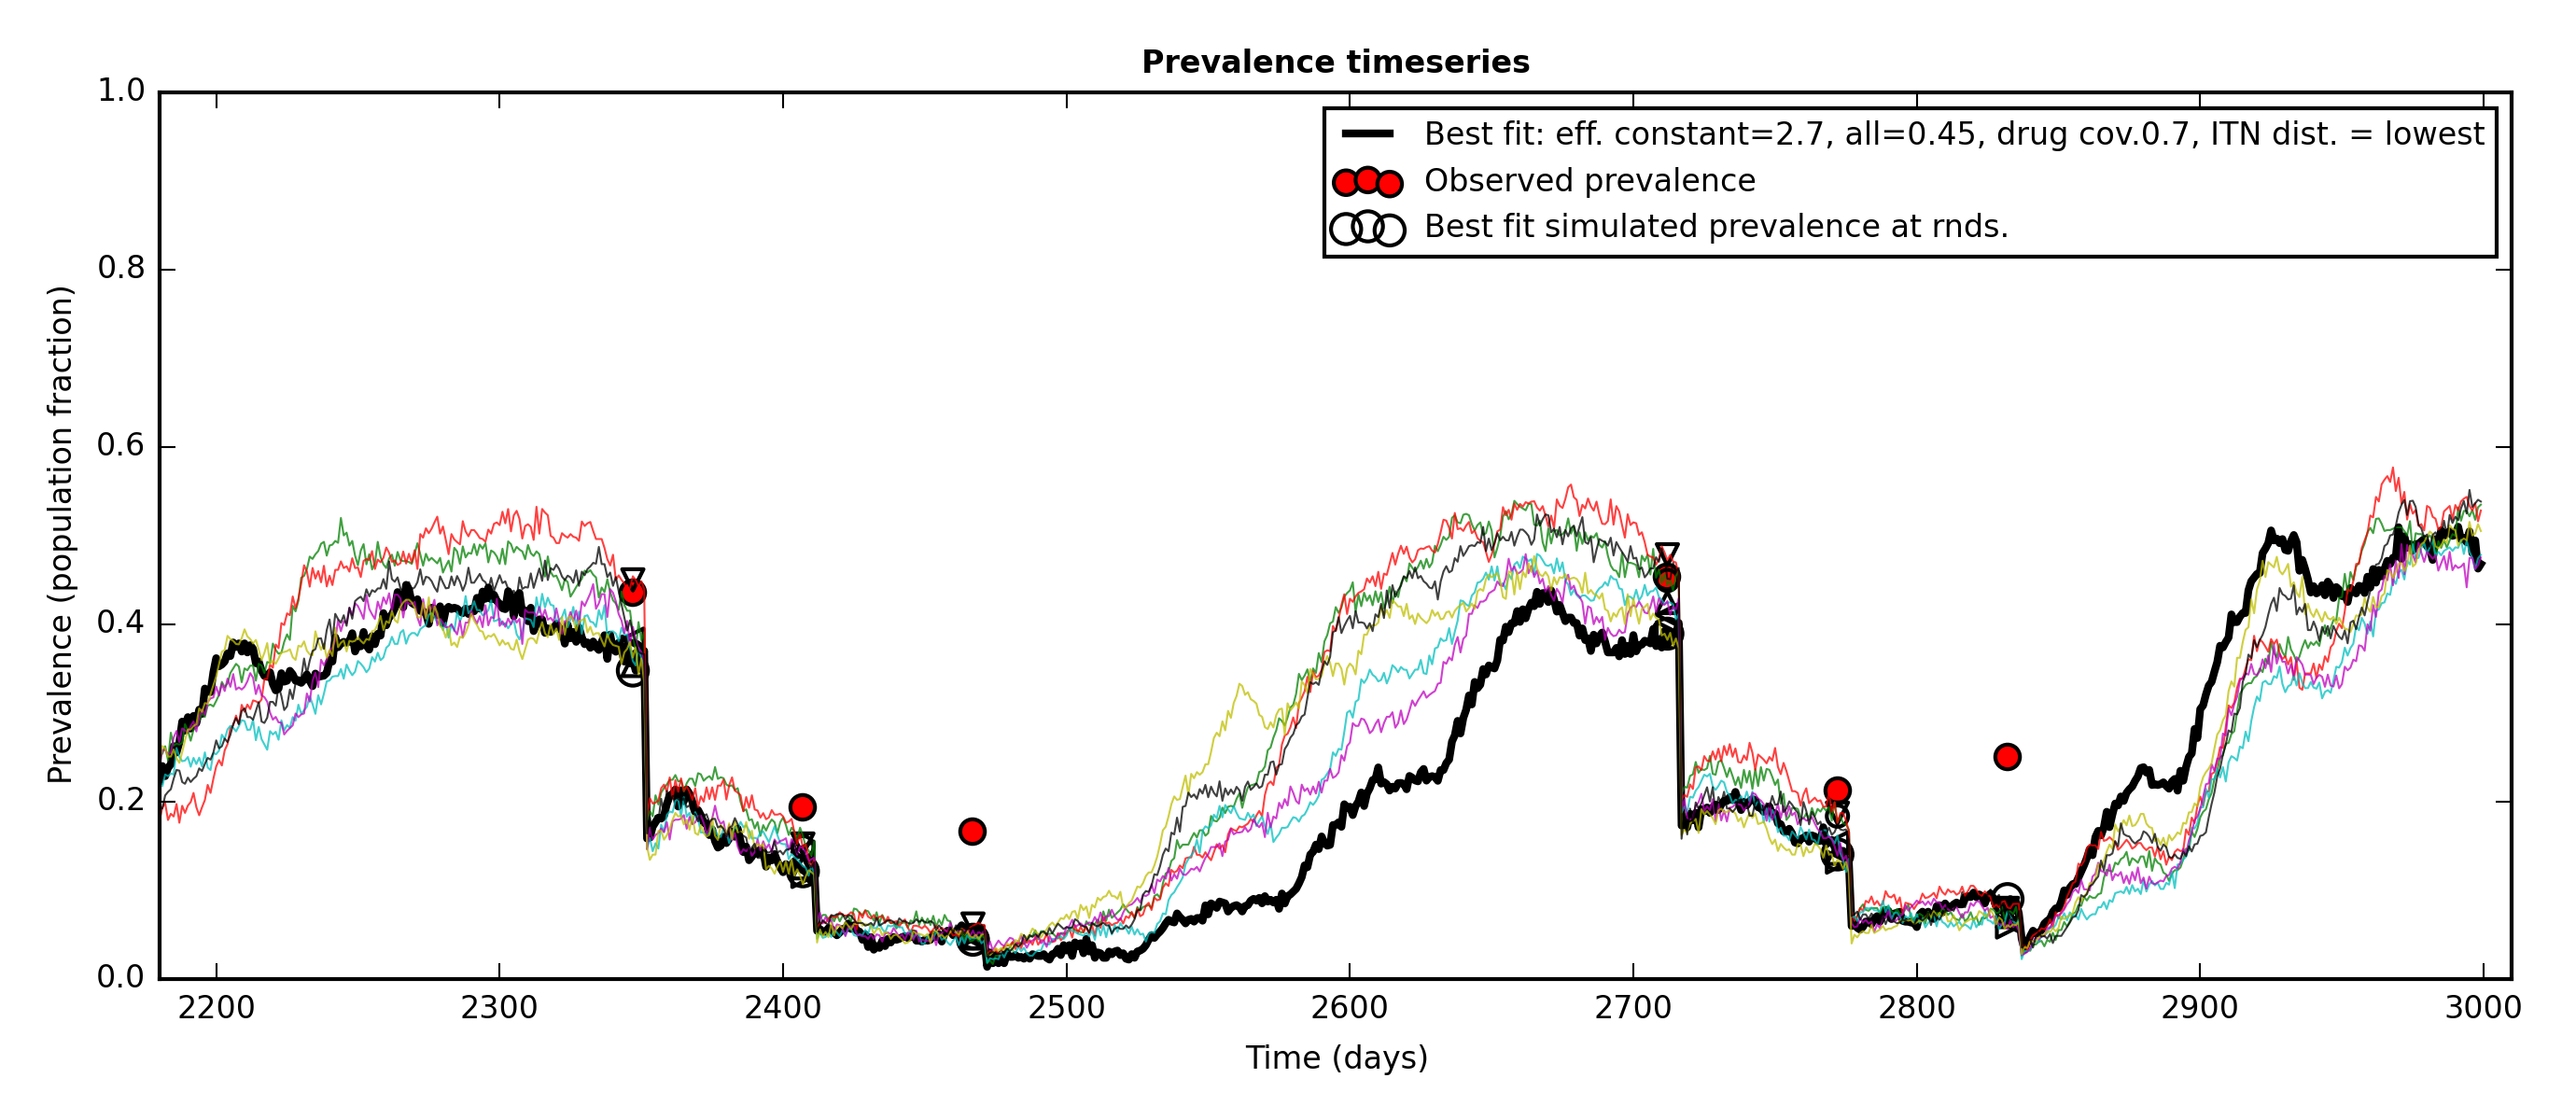 Prevalence timeseries
1.0
0.8
0.6
0.4
0.2
0.0
Prevalence (population fraction)
Best fit: eff. constant=2.7, all=0.45, drug cov.0.7, ITN dist. = lowest
Observed prevalence
Best fit simulated prevalence at rnds.
2200 2300 2400 2500 2600 2700 2800 2900 3000
Time (days)